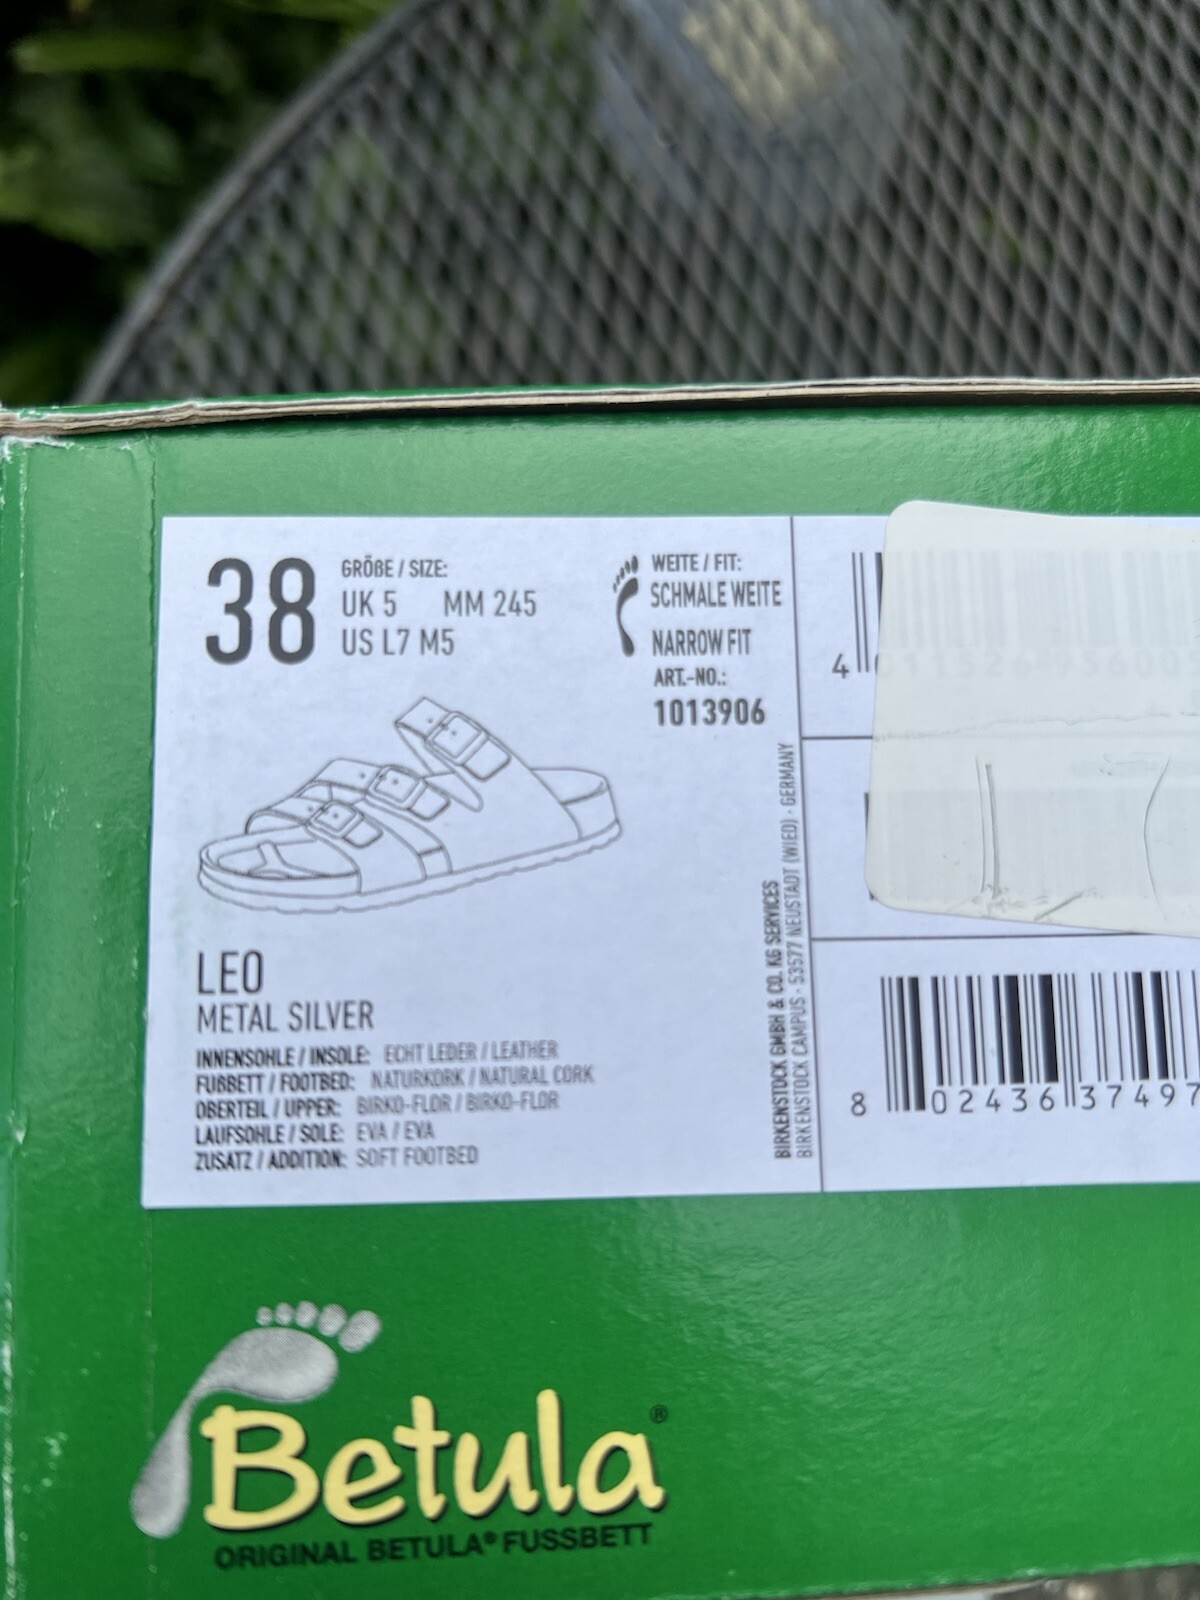 38
GRÖßE / SIZE:
UK 5 MM 245
US L7 M5
WEITE / FIT:
SCHMALE WEITE
NARROW FIT
ART.-NO.:
1013906
LEO
METAL SILVER
INNENSOHLE / INSOLE: ECHT LEDER / LEATHER
FUßBETT / FOOTBED: NATURKORK / NATURAL CORK
OBERTEIL / UPPER: BIRKO-FLOR / BIRKO-FLOR
LAUFSOHLE / SOLE: EVA / EVA
ZUSATZ / ADDITION: SOFT FOOTBED
BIRKENSTOCK GMBH & CO. KG SERVICES
BIRKENSTOCK CAMPUS · 53577 NEUSTADT (WIED) · GERMANY
4
8 02436 37497
Betula®
ORIGINAL BETULA® FUSSBETT